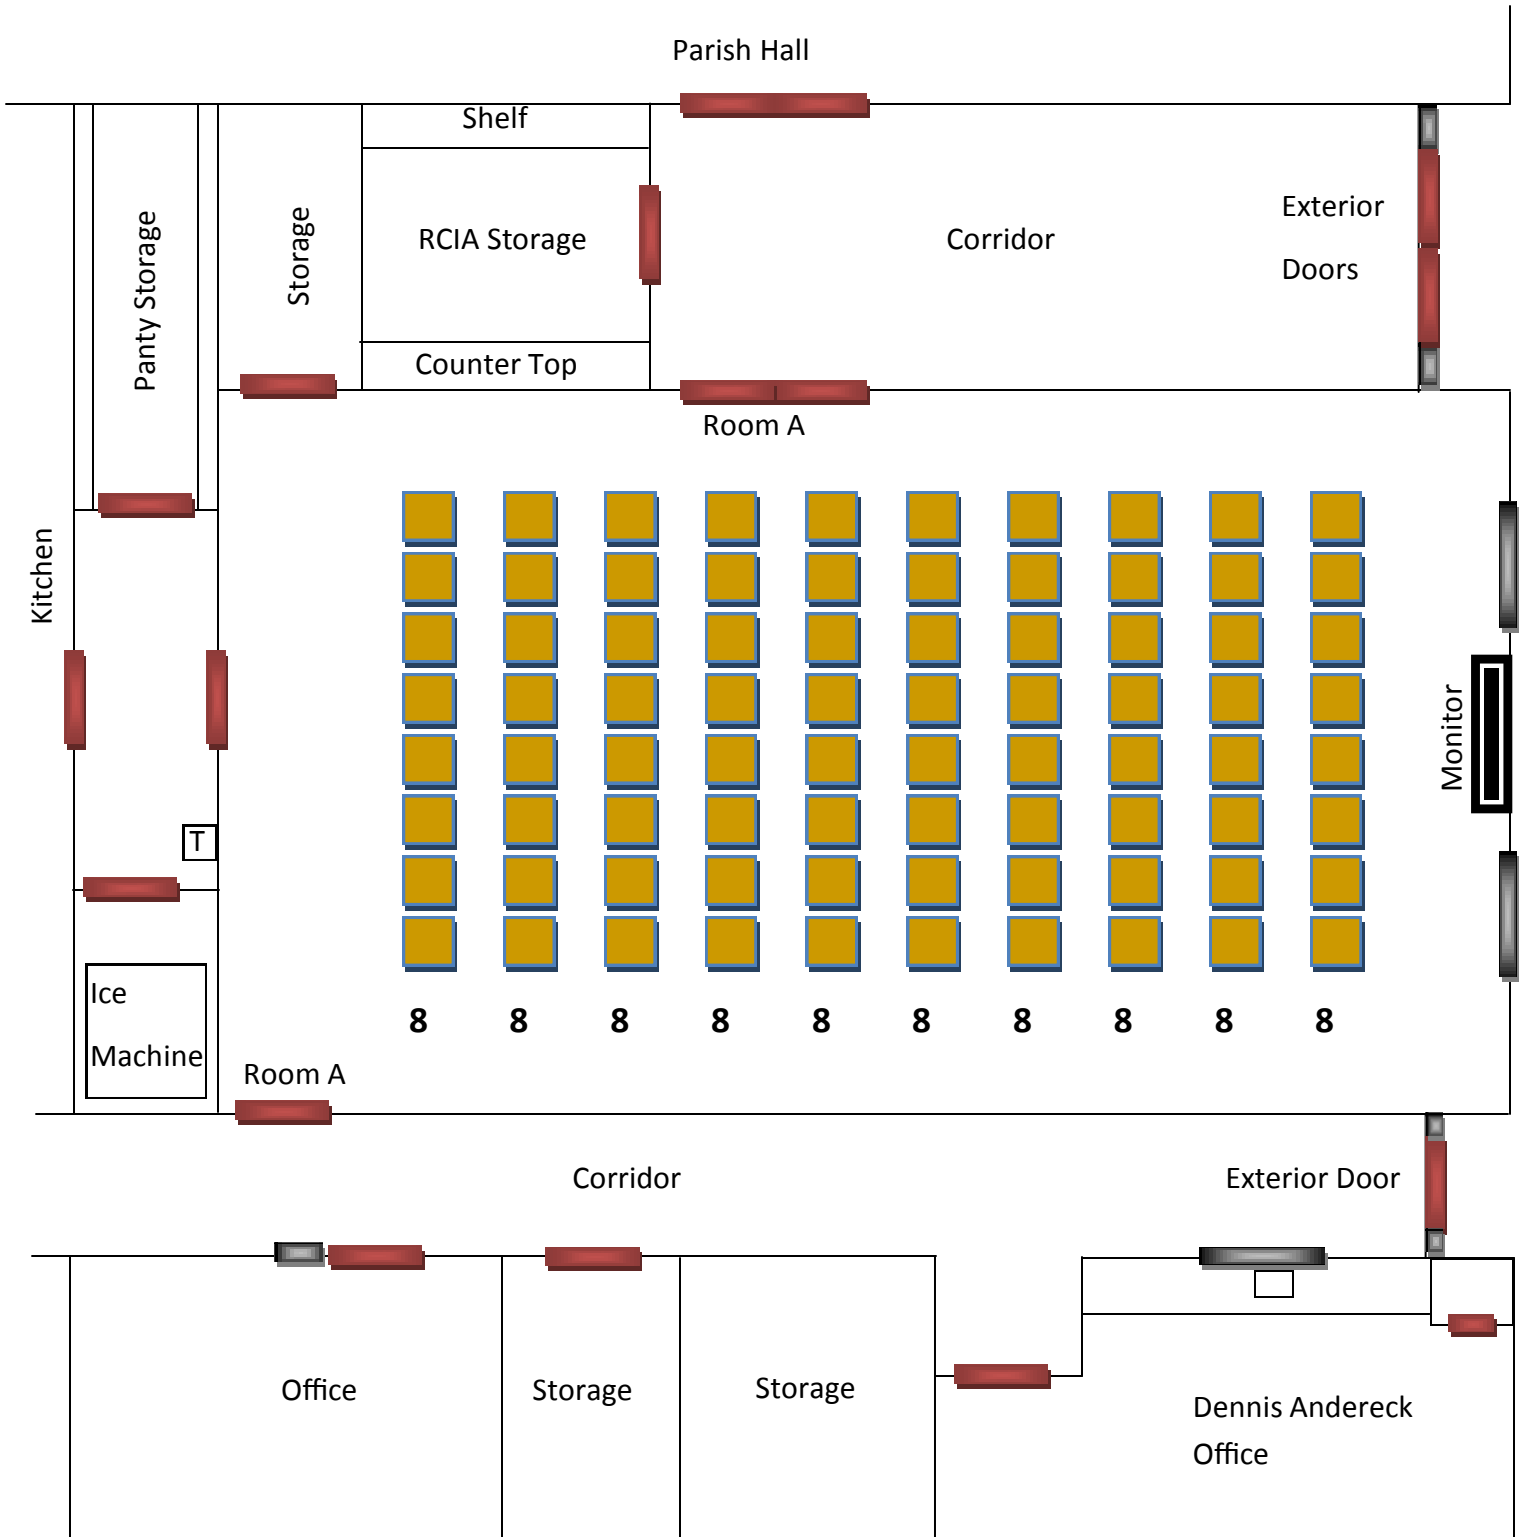 Parish Hall
Shelf
Panty Storage
Storage
RCIA Storage
Corridor
Exterior
Doors
Counter Top
Room A
Kitchen
Monitor
T
Ice
Machine
8 8 8 8 8 8 8 8 8 8
Room A
Corridor
Exterior Door
Office
Storage
Storage
Dennis Andereck
Office